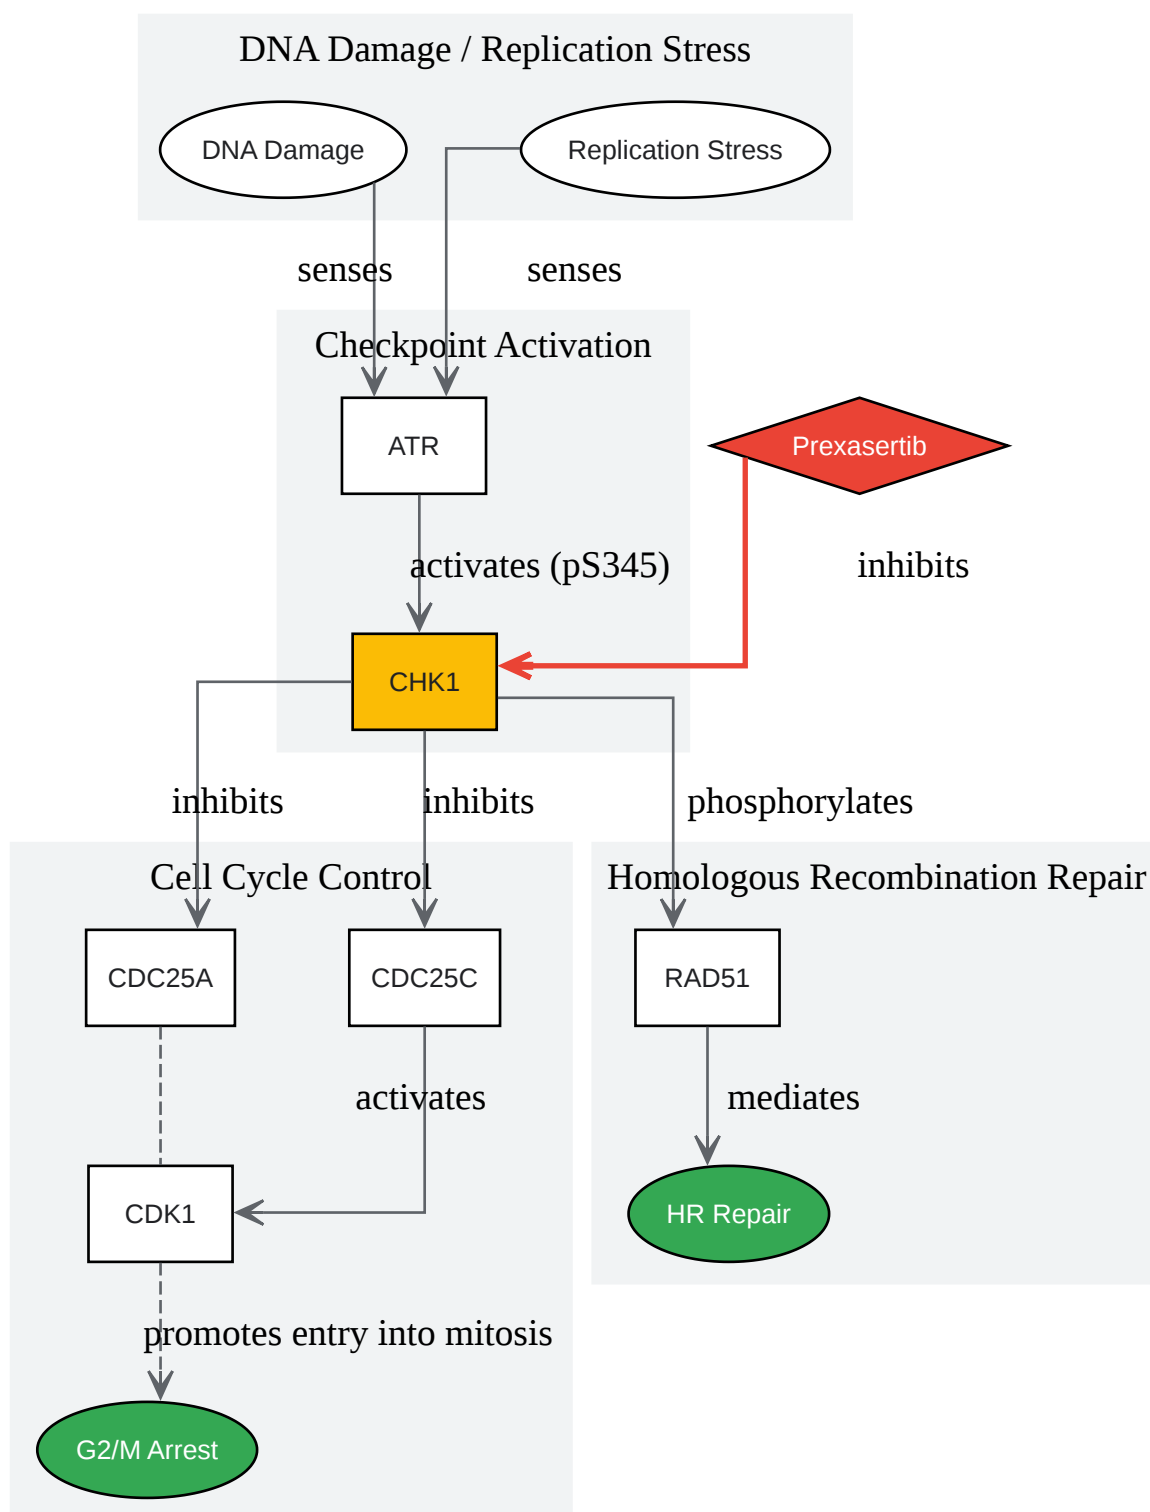 DNA Damage / Replication Stress
DNA Damage
Replication Stress
senses
senses
Checkpoint Activation
ATR
Prexasertib
activates (pS345)
inhibits
CHK1
inhibits
inhibits
phosphorylates
Cell Cycle Control
Homologous Recombination Repair
CDC25A
CDC25C
RAD51
activates
mediates
CDK1
HR Repair
promotes entry into mitosis
G2/M Arrest